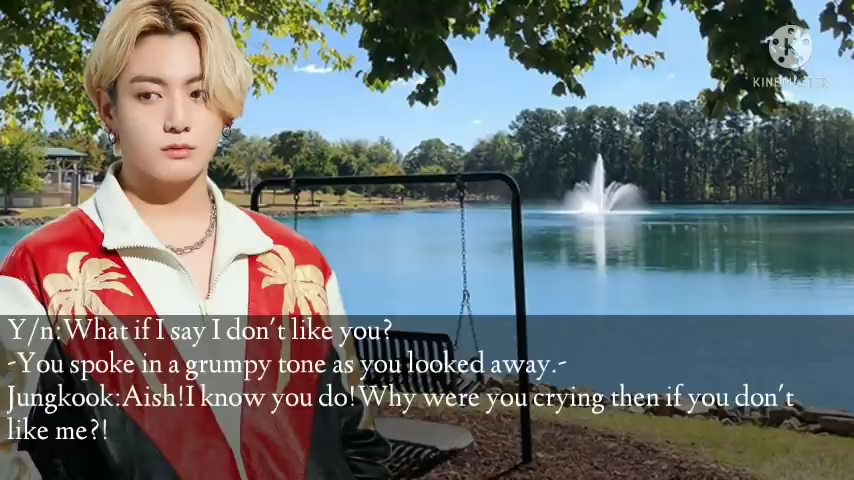 KINEMASTER
Y/n:What if I say I don't like you?
-You spoke in a grumpy tone as you looked away.-
Jungkook:Aish!I know you do!Why were you crying then if you don't
like me?!